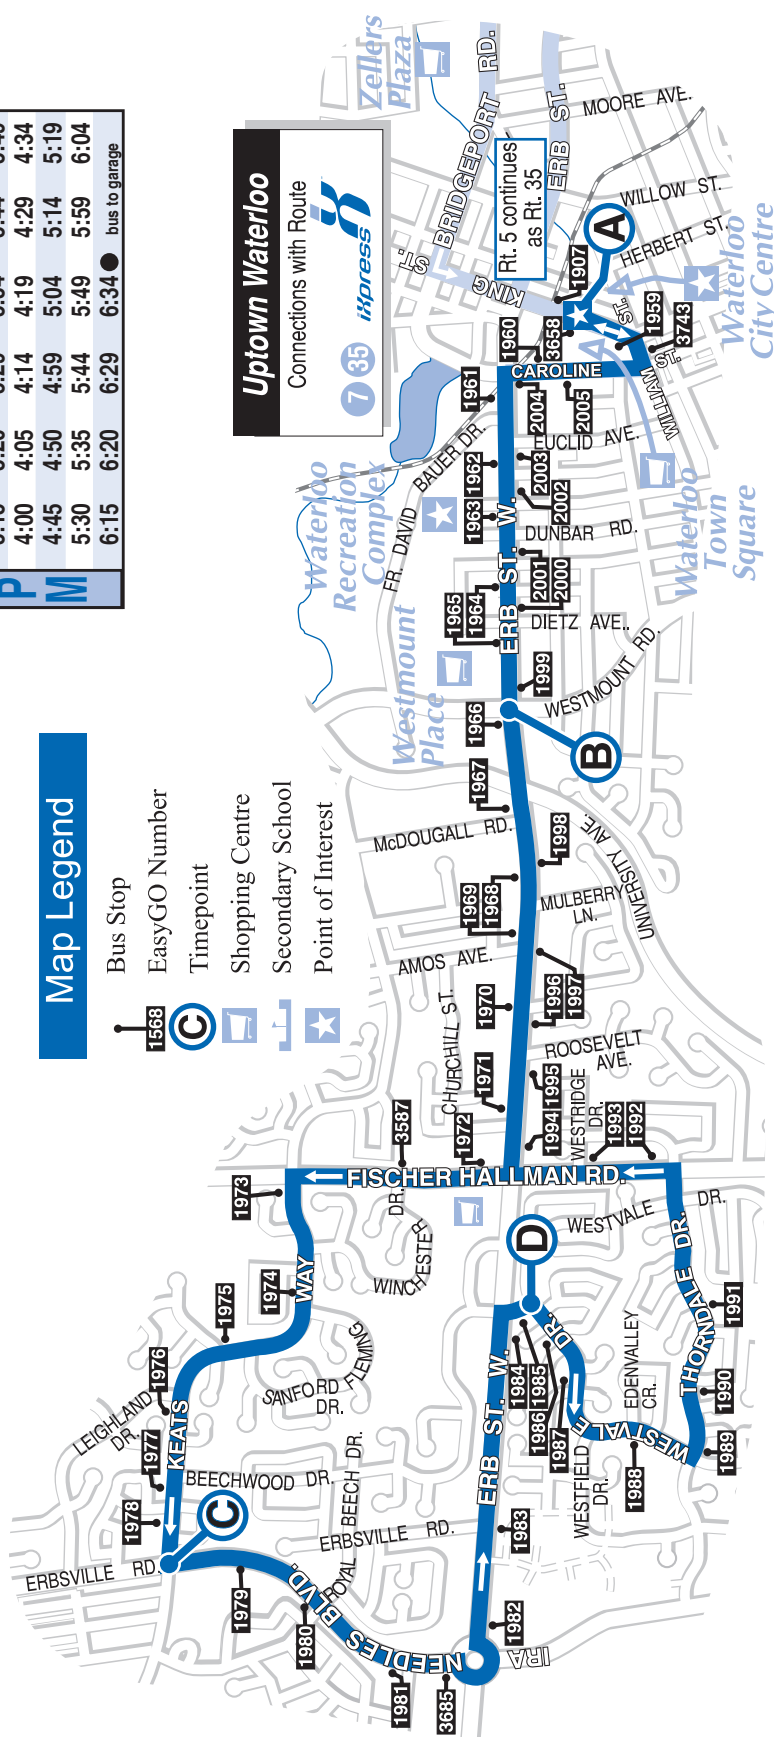 P
M
4:00 4:05 4:14 4:19 4:29 4:34
4:45 4:50 4:59 5:04 5:14 5:19
5:30 5:35 5:44 5:49 5:59 6:04
6:15 6:20 6:29 6:34 bus to garage
Map Legend
Bus Stop
1568
EasyGO Number
C
Timepoint
Shopping Centre
Secondary School
Point of Interest
Uptown Waterloo
Connections with Route
7
35
iXpress
Rt. 5 continues
as Rt. 35
Zellers
Plaza
BRIDGEPORT RD.
ERB ST.
ERB ST.
MOORE AVE.
WILLOW ST.
HERBERT ST.
KING
ST.
A
1907
Waterloo
City Centre
3658
1959
3743
WILLIAM
ST.
ST.
CAROLINE
1960
1961
2004
2005
EUCLID AVE.
Waterloo
Town
Square
Waterloo
Recreation
Complex
FR. DAVID BAUER DR.
1962
1963
2003
2002
DUNBAR RD.
ERB ST. W.
2001
2000
DIETZ AVE..
1964
1965
Westmount
Place
1999
WESTMOUNT RD.
B
1966
1967
McDOUGALL RD.
1998
UNIVERSITY AVE.
MULBERRY
LN.
1969
1968
AMOS AVE.
1970
1996
1997
CHURCHILL ST.
ROOSEVELT
AVE.
1971
1995
1994
WESTRIDGE
DR.
1993
1992
1972
3587
FISCHER HALLMAN RD.
WINCHESTER
DR.
WESTVALE DR.
1973
WAY
1974
1975
SANFORD
DR.
FLEMING
D
THORNDALE DR.
1991
1990
1989
EDENVALLEY
CR.
WESTVALE
DR.
1984
1985
1986
1987
1988
WESTFIELD
DR.
ERB ST. W.
1976
LEIGHLAND
DR.
KEATS
1977
1978
BEECHWOOD DR.
ROYAL BEECH DR.
C
ERBSVILLE RD.
ERBSVILLE RD.
1979
1980
1981
IRA
NEEDLES BLVD.
3685
1982
1983